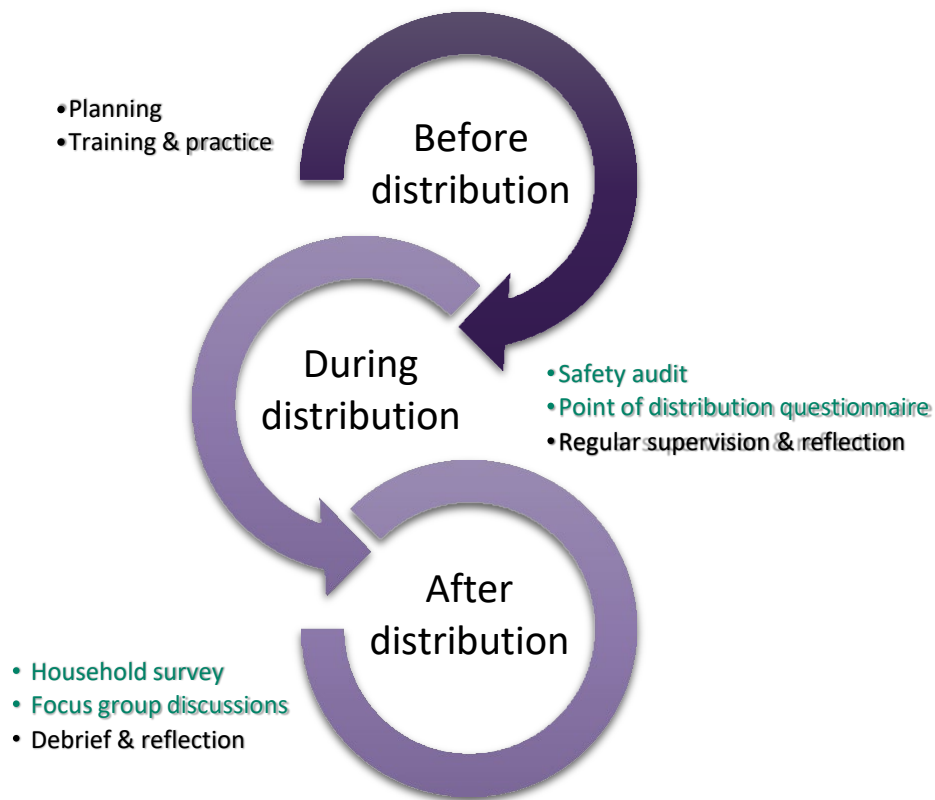 •Planning
•Training & practice
Before
distribution
During
distribution
•Safety audit
•Point of distribution questionnaire
•Regular supervision & reflection
After
distribution
• Household survey
• Focus group discussions
• Debrief & reflection